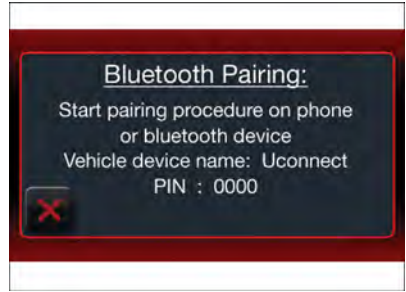 Bluetooth Pairing:
Start pairing procedure on phone
or bluetooth device
Vehicle device name: Uconnect
PIN : 0000